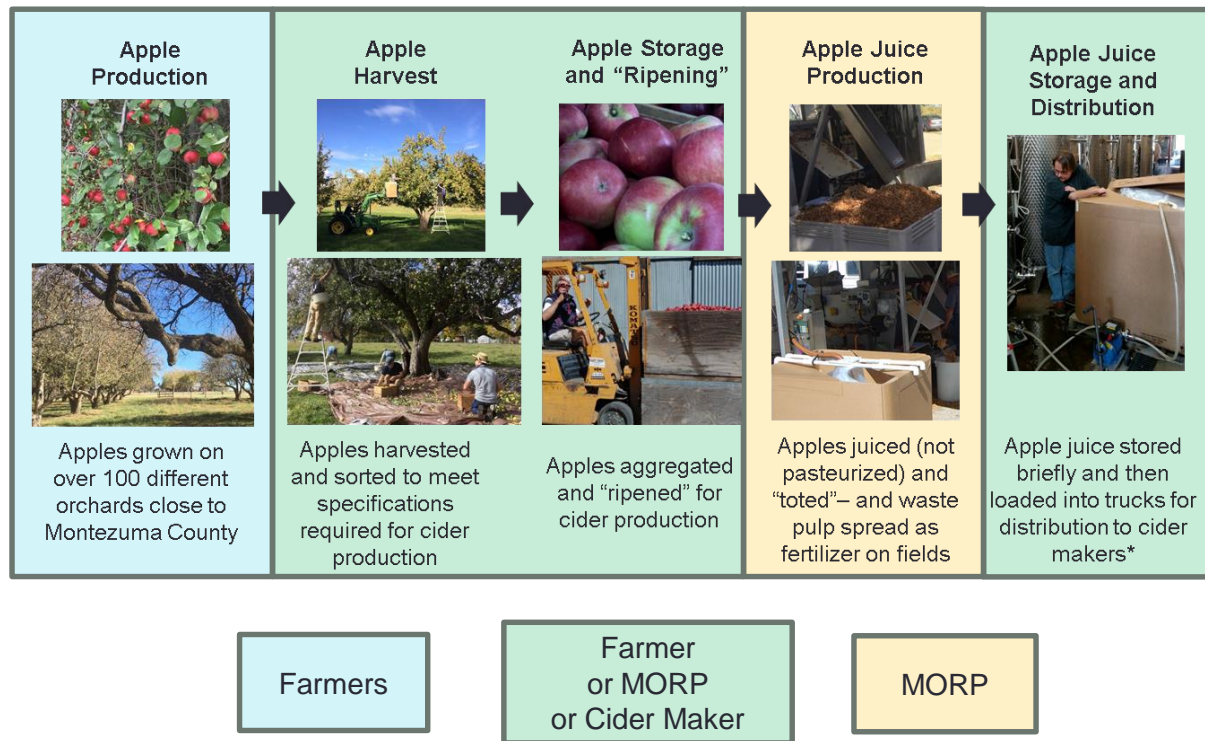 Apple
Production
Apples grown on
over 100 different
orchards close to
Montezuma County
Apple
Harvest
Apples harvested
and sorted to meet
specifications
required for cider
production
Apple Storage
and “Ripening”
Apples aggregated
and “ripened” for
cider production
KOMATSU
Apple Juice
Production
Apples juiced (not
pasteurized) and
“toted”– and waste
pulp spread as
fertilizer on fields
Apple Juice
Storage and
Distribution
Apple juice stored
briefly and then
loaded into trucks for
distribution to cider
makers*
Farmers
Farmer
or MORP
or Cider Maker
MORP